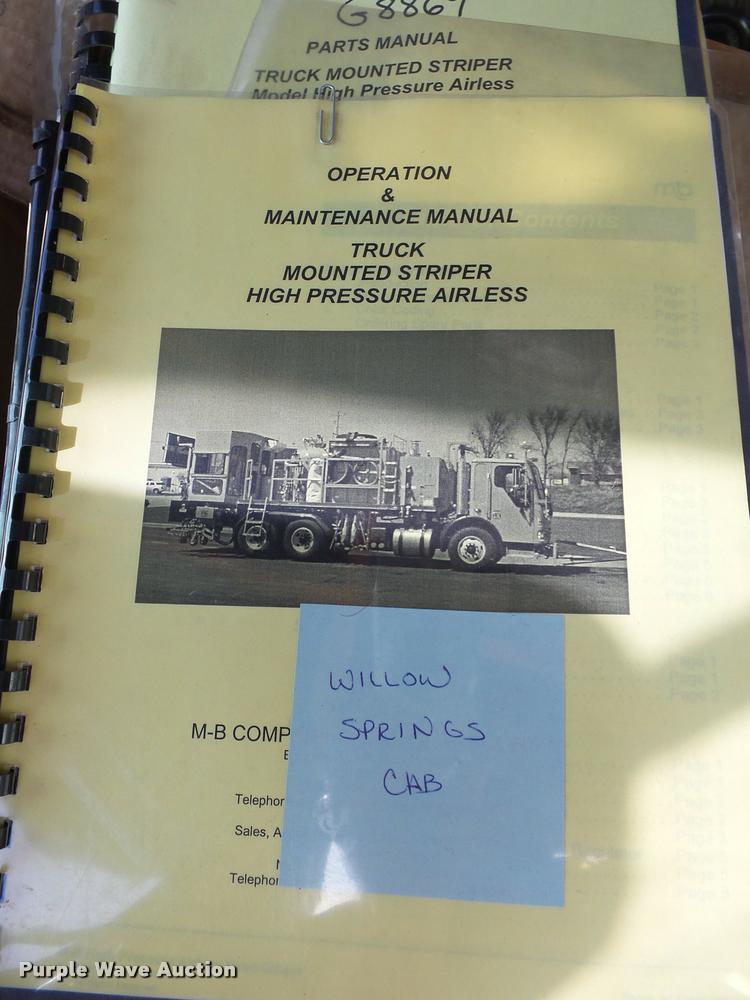 G8867
PARTS MANUAL
TRUCK MOUNTED STRIPER
Model High Pressure Airless
OPERATION
&
MAINTENANCE MANUAL
TRUCK
MOUNTED STRIPER
HIGH PRESSURE AIRLESS
WILLOW
SPRINGS
CAB
M-B COMP
Telephon
Sales, A
Telephon
Purple Wave Auction